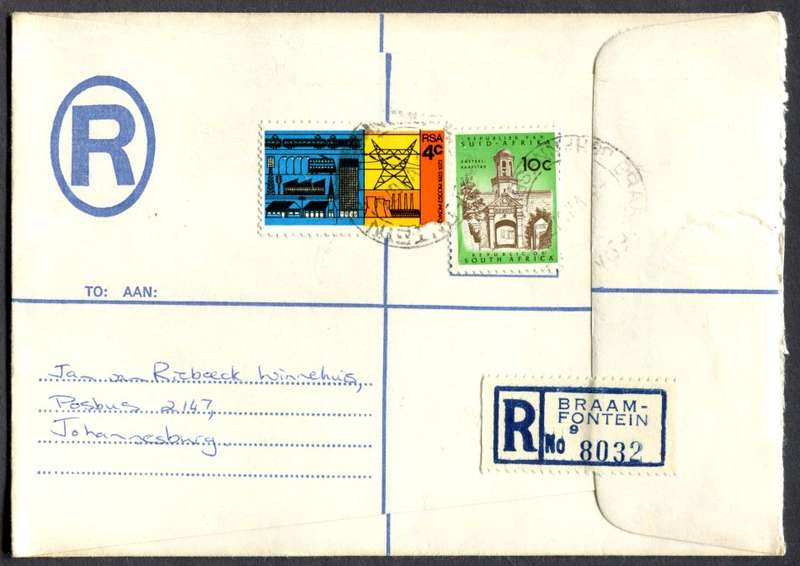 R
RSA
4c
REPUBLIEK VAN
SUID-AFRIKA
10c
REPUBLIC OF
SOUTH AFRICA
TO: AAN:
Jan van Riebeeck Winnehuis,
Posbus 2147,
Johannesburg.
R
BRAAM-
FONTEIN
9
No 8032